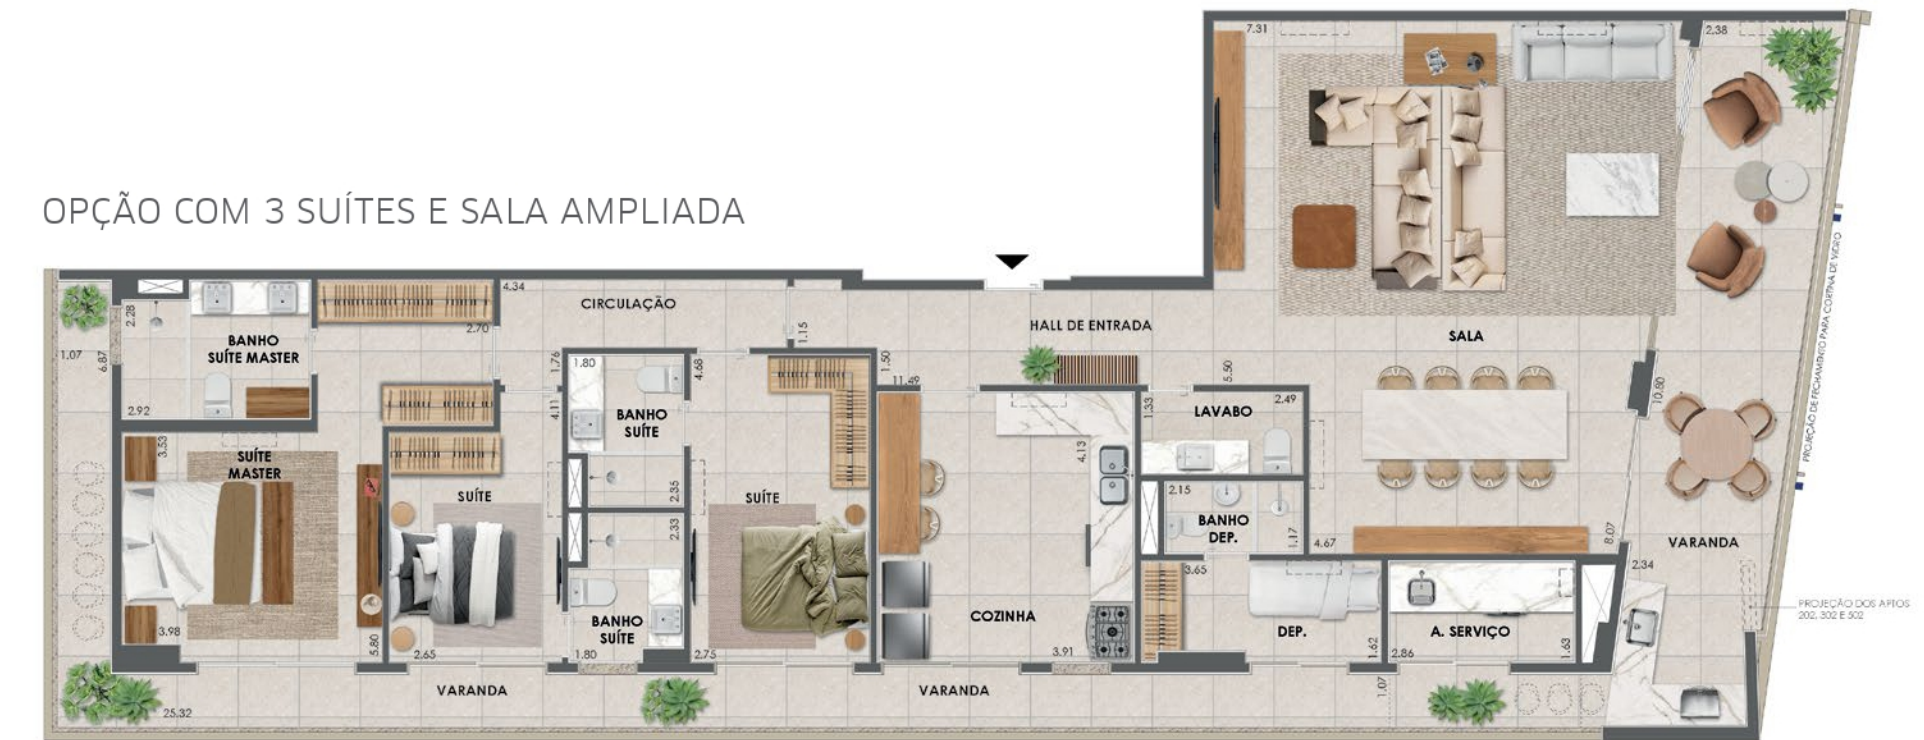 OPÇÃO COM 3 SUÍTES E SALA AMPLIADA
7.31
2.38
PROJEÇÃO DE FECHAMENTO PARA CORTINA DE VIDRO
4.34
CIRCULAÇÃO
2.28
2.70
1.15
HALL DE ENTRADA
SALA
BANHO
SUÍTE MASTER
1.07
6.87
1.76
1.80
4.68
1.50
11.49
5.50
10.80
2.92
4.11
BANHO
SUÍTE
1.33
LAVABO
2.49
3.53
SUÍTE
MASTER
4.13
SUÍTE
2.35
SUÍTE
2.15
BANHO
DEP.
1.17
4.67
8.07
VARANDA
2.33
3.65
2.34
PROJEÇÃO DOS APTOS
202, 302 E 502
3.98
5.80
2.65
BANHO
SUÍTE
1.80
2.75
COZINHA
3.91
DEP.
1.62
A. SERVIÇO
2.86
1.63
VARANDA
VARANDA
1.07
25.32